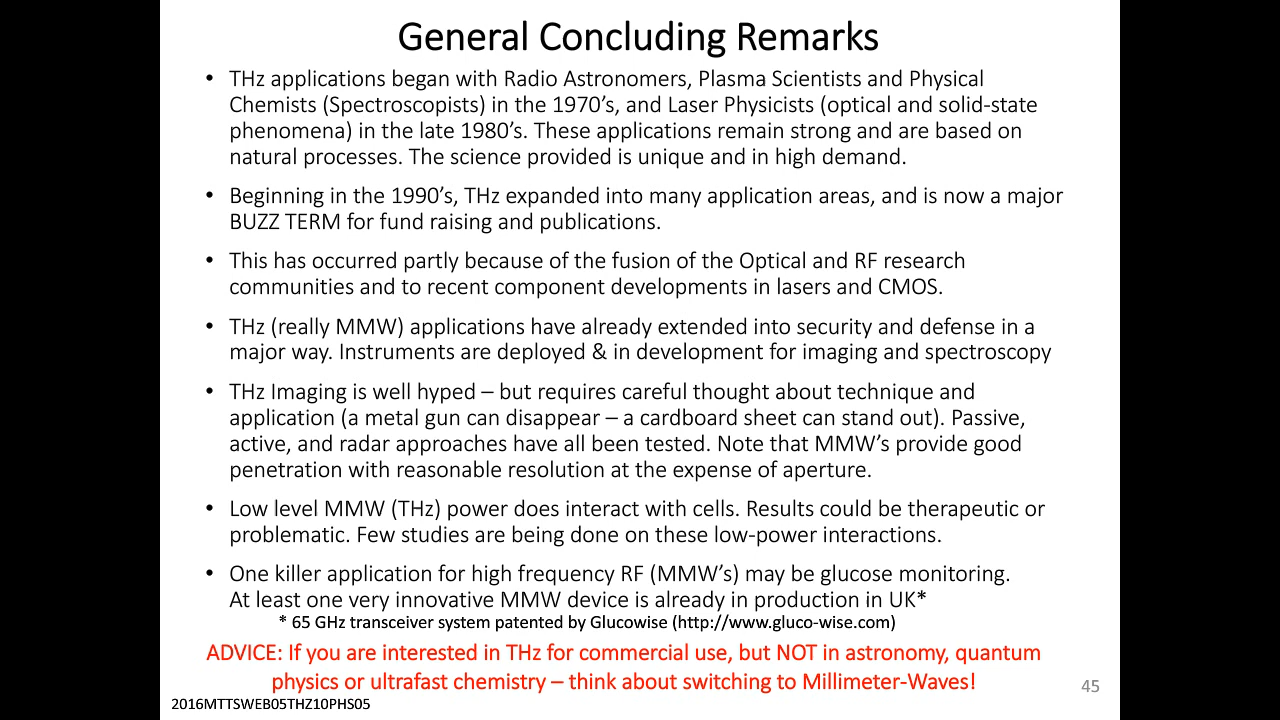 General Concluding Remarks
• THz applications began with Radio Astronomers, Plasma Scientists and Physical
Chemists (Spectroscopists) in the 1970’s, and Laser Physicists (optical and solid-state
phenomena) in the late 1980’s. These applications remain strong and are based on
natural processes. The science provided is unique and in high demand.
• Beginning in the 1990’s, THz expanded into many application areas, and is now a major
BUZZ TERM for fund raising and publications.
• This has occurred partly because of the fusion of the Optical and RF research
communities and to recent component developments in lasers and CMOS.
• THz (really MMW) applications have already extended into security and defense in a
major way. Instruments are deployed & in development for imaging and spectroscopy
• THz Imaging is well hyped – but requires careful thought about technique and
application (a metal gun can disappear – a cardboard sheet can stand out). Passive,
active, and radar approaches have all been tested. Note that MMW’s provide good
penetration with reasonable resolution at the expense of aperture.
• Low level MMW (THz) power does interact with cells. Results could be therapeutic or
problematic. Few studies are being done on these low-power interactions.
• One killer application for high frequency RF (MMW’s) may be glucose monitoring.
At least one very innovative MMW device is already in production in UK*
* 65 GHz transceiver system patented by Glucowise (http://www.gluco-wise.com)
ADVICE: If you are interested in THz for commercial use, but NOT in astronomy, quantum
physics or ultrafast chemistry – think about switching to Millimeter-Waves!
45
2016MTTSWEB05THZ10PHS05